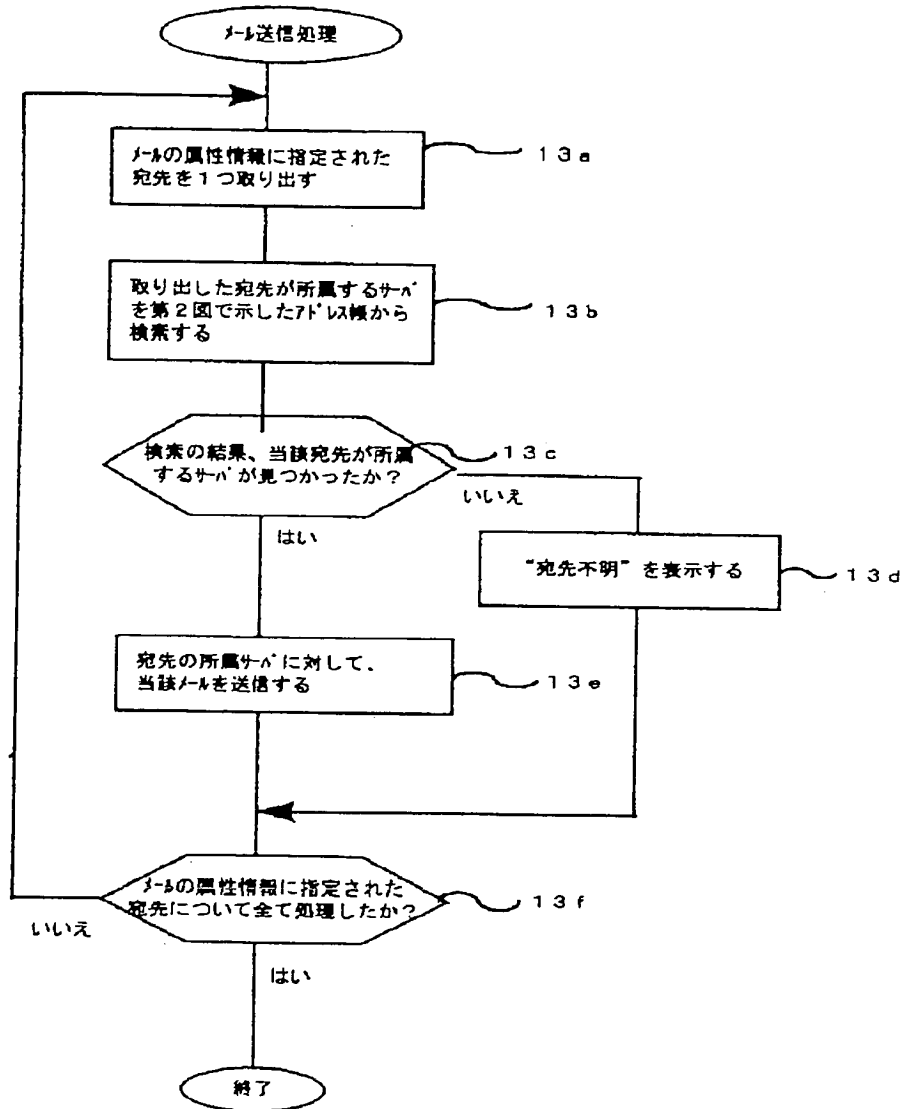 メール送信処理
メールの属性情報に指定された
宛先を1つ取り出す
13a
取り出した宛先が所属するサーバ
を第2図で示したアドレス帳から
検索する
13b
検索の結果、当該宛先が所属
するサーバが見つかったか?
13c
いいえ
はい
“宛先不明”を表示する
13d
宛先の所属サーバに対して、
当該メールを送信する
13e
メールの属性情報に指定された
宛先について全て処理したか?
13f
いいえ
はい
終了